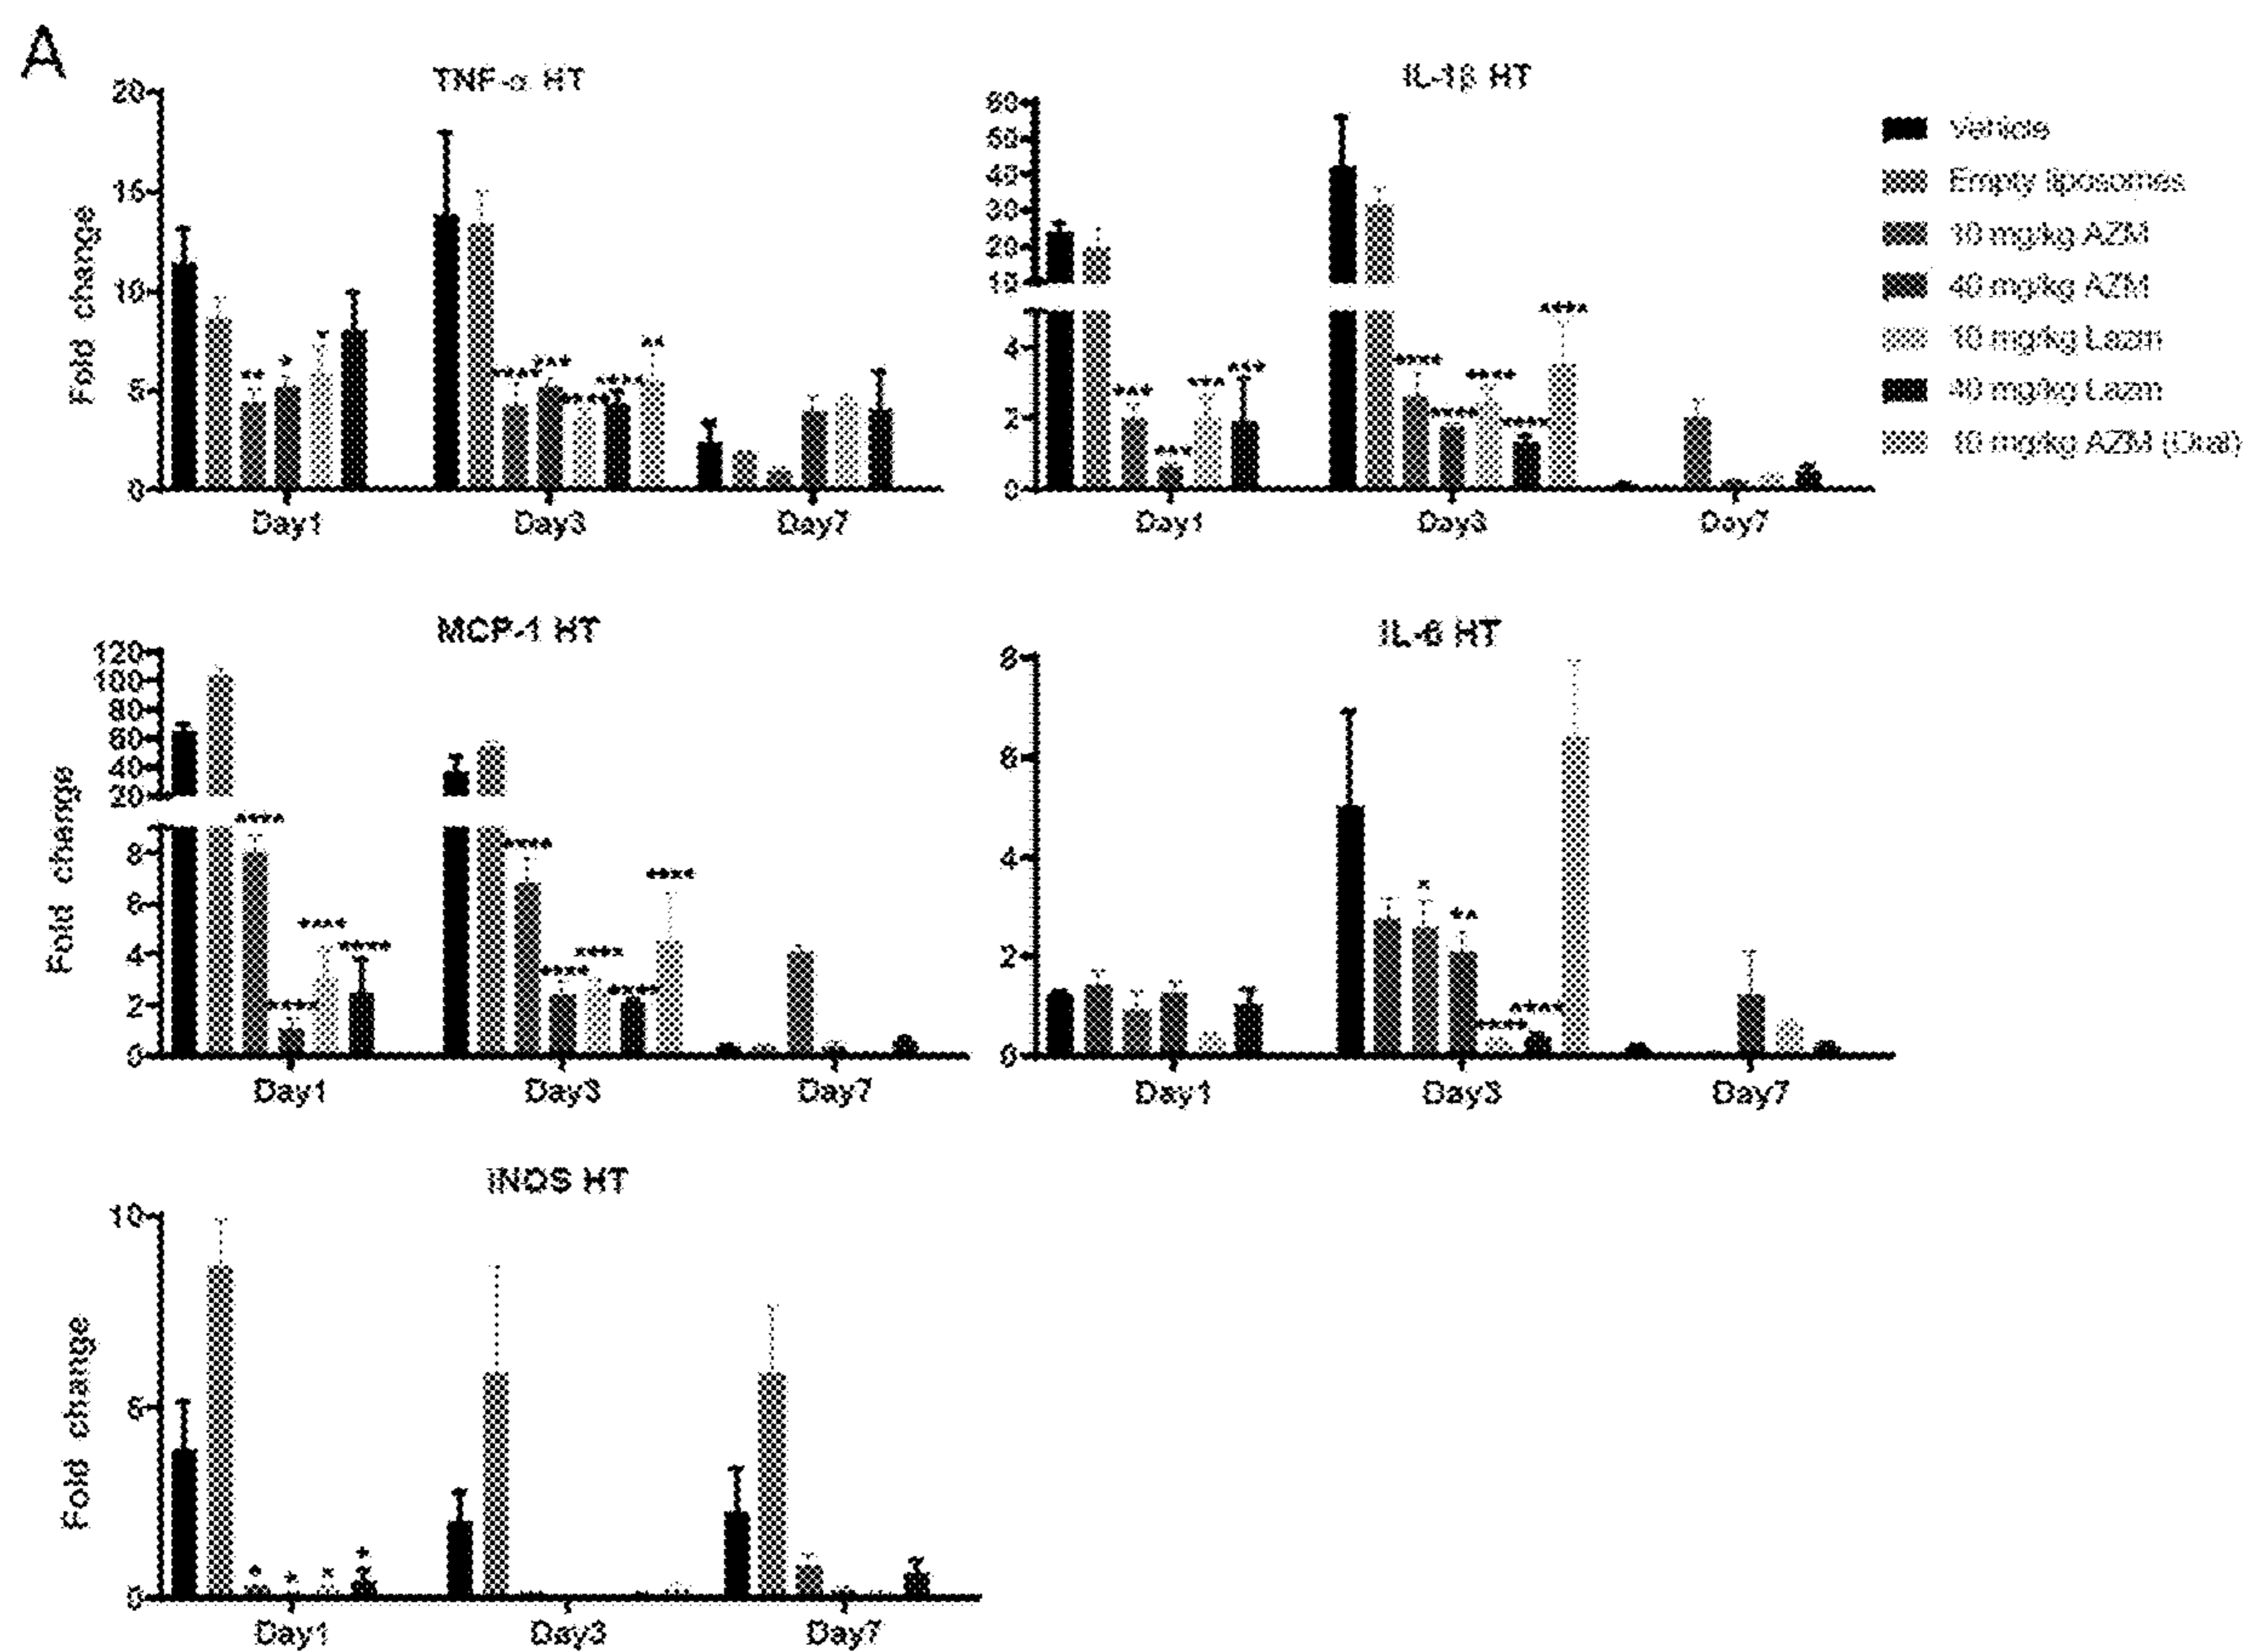 A
TNF-α HT
20
15
10
5
0
Fold change
Day1
Day3
Day7
** * * **** *** **** **** **
IL-1β HT
60
50
40
30
20
10
4
2
0
Day1
Day3
Day7
*** *** *** *** **** **** **** **** ****
Vehicle
Empty liposomes
10 mg/kg AZM
40 mg/kg AZM
10 mg/kg Lazm
40 mg/kg Lazm
10 mg/kg AZM (Oral)
MCP-1 HT
120
100
80
60
40
20
8
6
4
2
0
Fold change
Day1
Day3
Day7
**** **** **** **** **** **** **** **** ****
IL-6 HT
8
6
4
2
0
Day1
Day3
Day7
* ** **** ****
iNOS HT
10
5
0
Fold change
Day1
Day3
Day7
* * * *